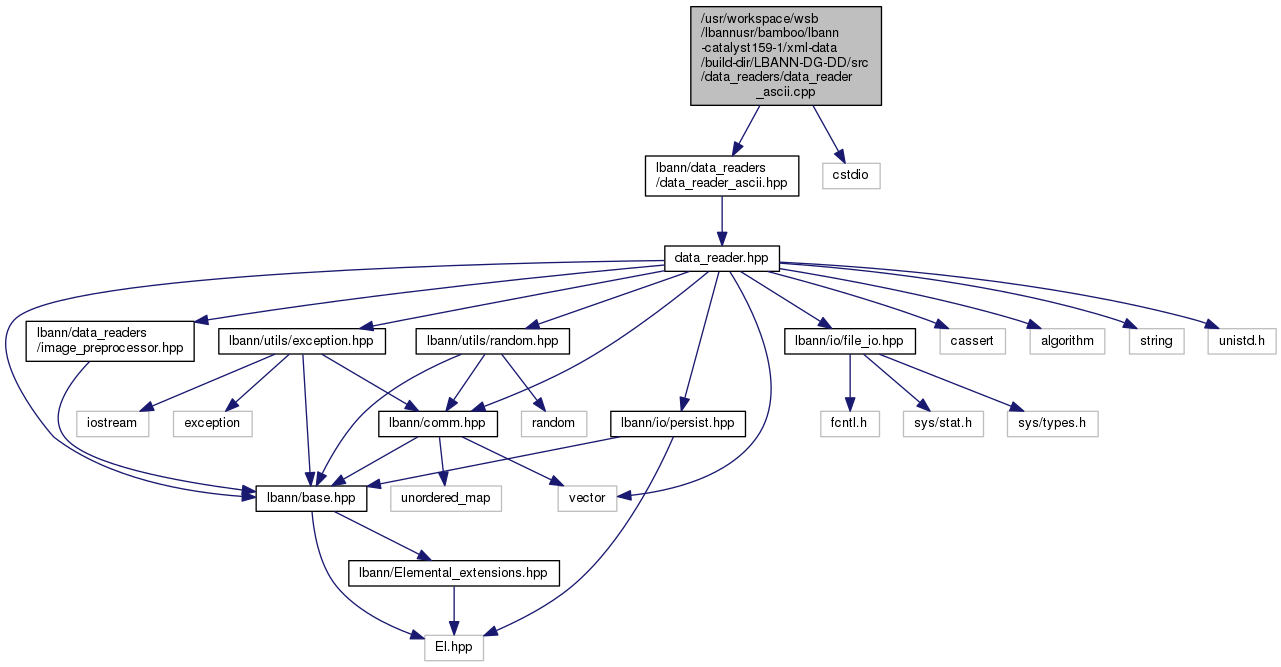 /usr/workspace/wsb
/lbannusr/bamboo/lbann
-catalyst159-1/xml-data
/build-dir/LBANN-DG-DD/src
/data_readers/data_reader
_ascii.cpp
lbann/data_readers
/data_reader_ascii.hpp
cstdio
data_reader.hpp
lbann/data_readers
/image_preprocessor.hpp
lbann/utils/exception.hpp
lbann/utils/random.hpp
lbann/io/file_io.hpp
cassert
algorithm
string
unistd.h
iostream
exception
lbann/comm.hpp
random
lbann/io/persist.hpp
fcntl.h
sys/stat.h
sys/types.h
lbann/base.hpp
unordered_map
vector
lbann/Elemental_extensions.hpp
El.hpp